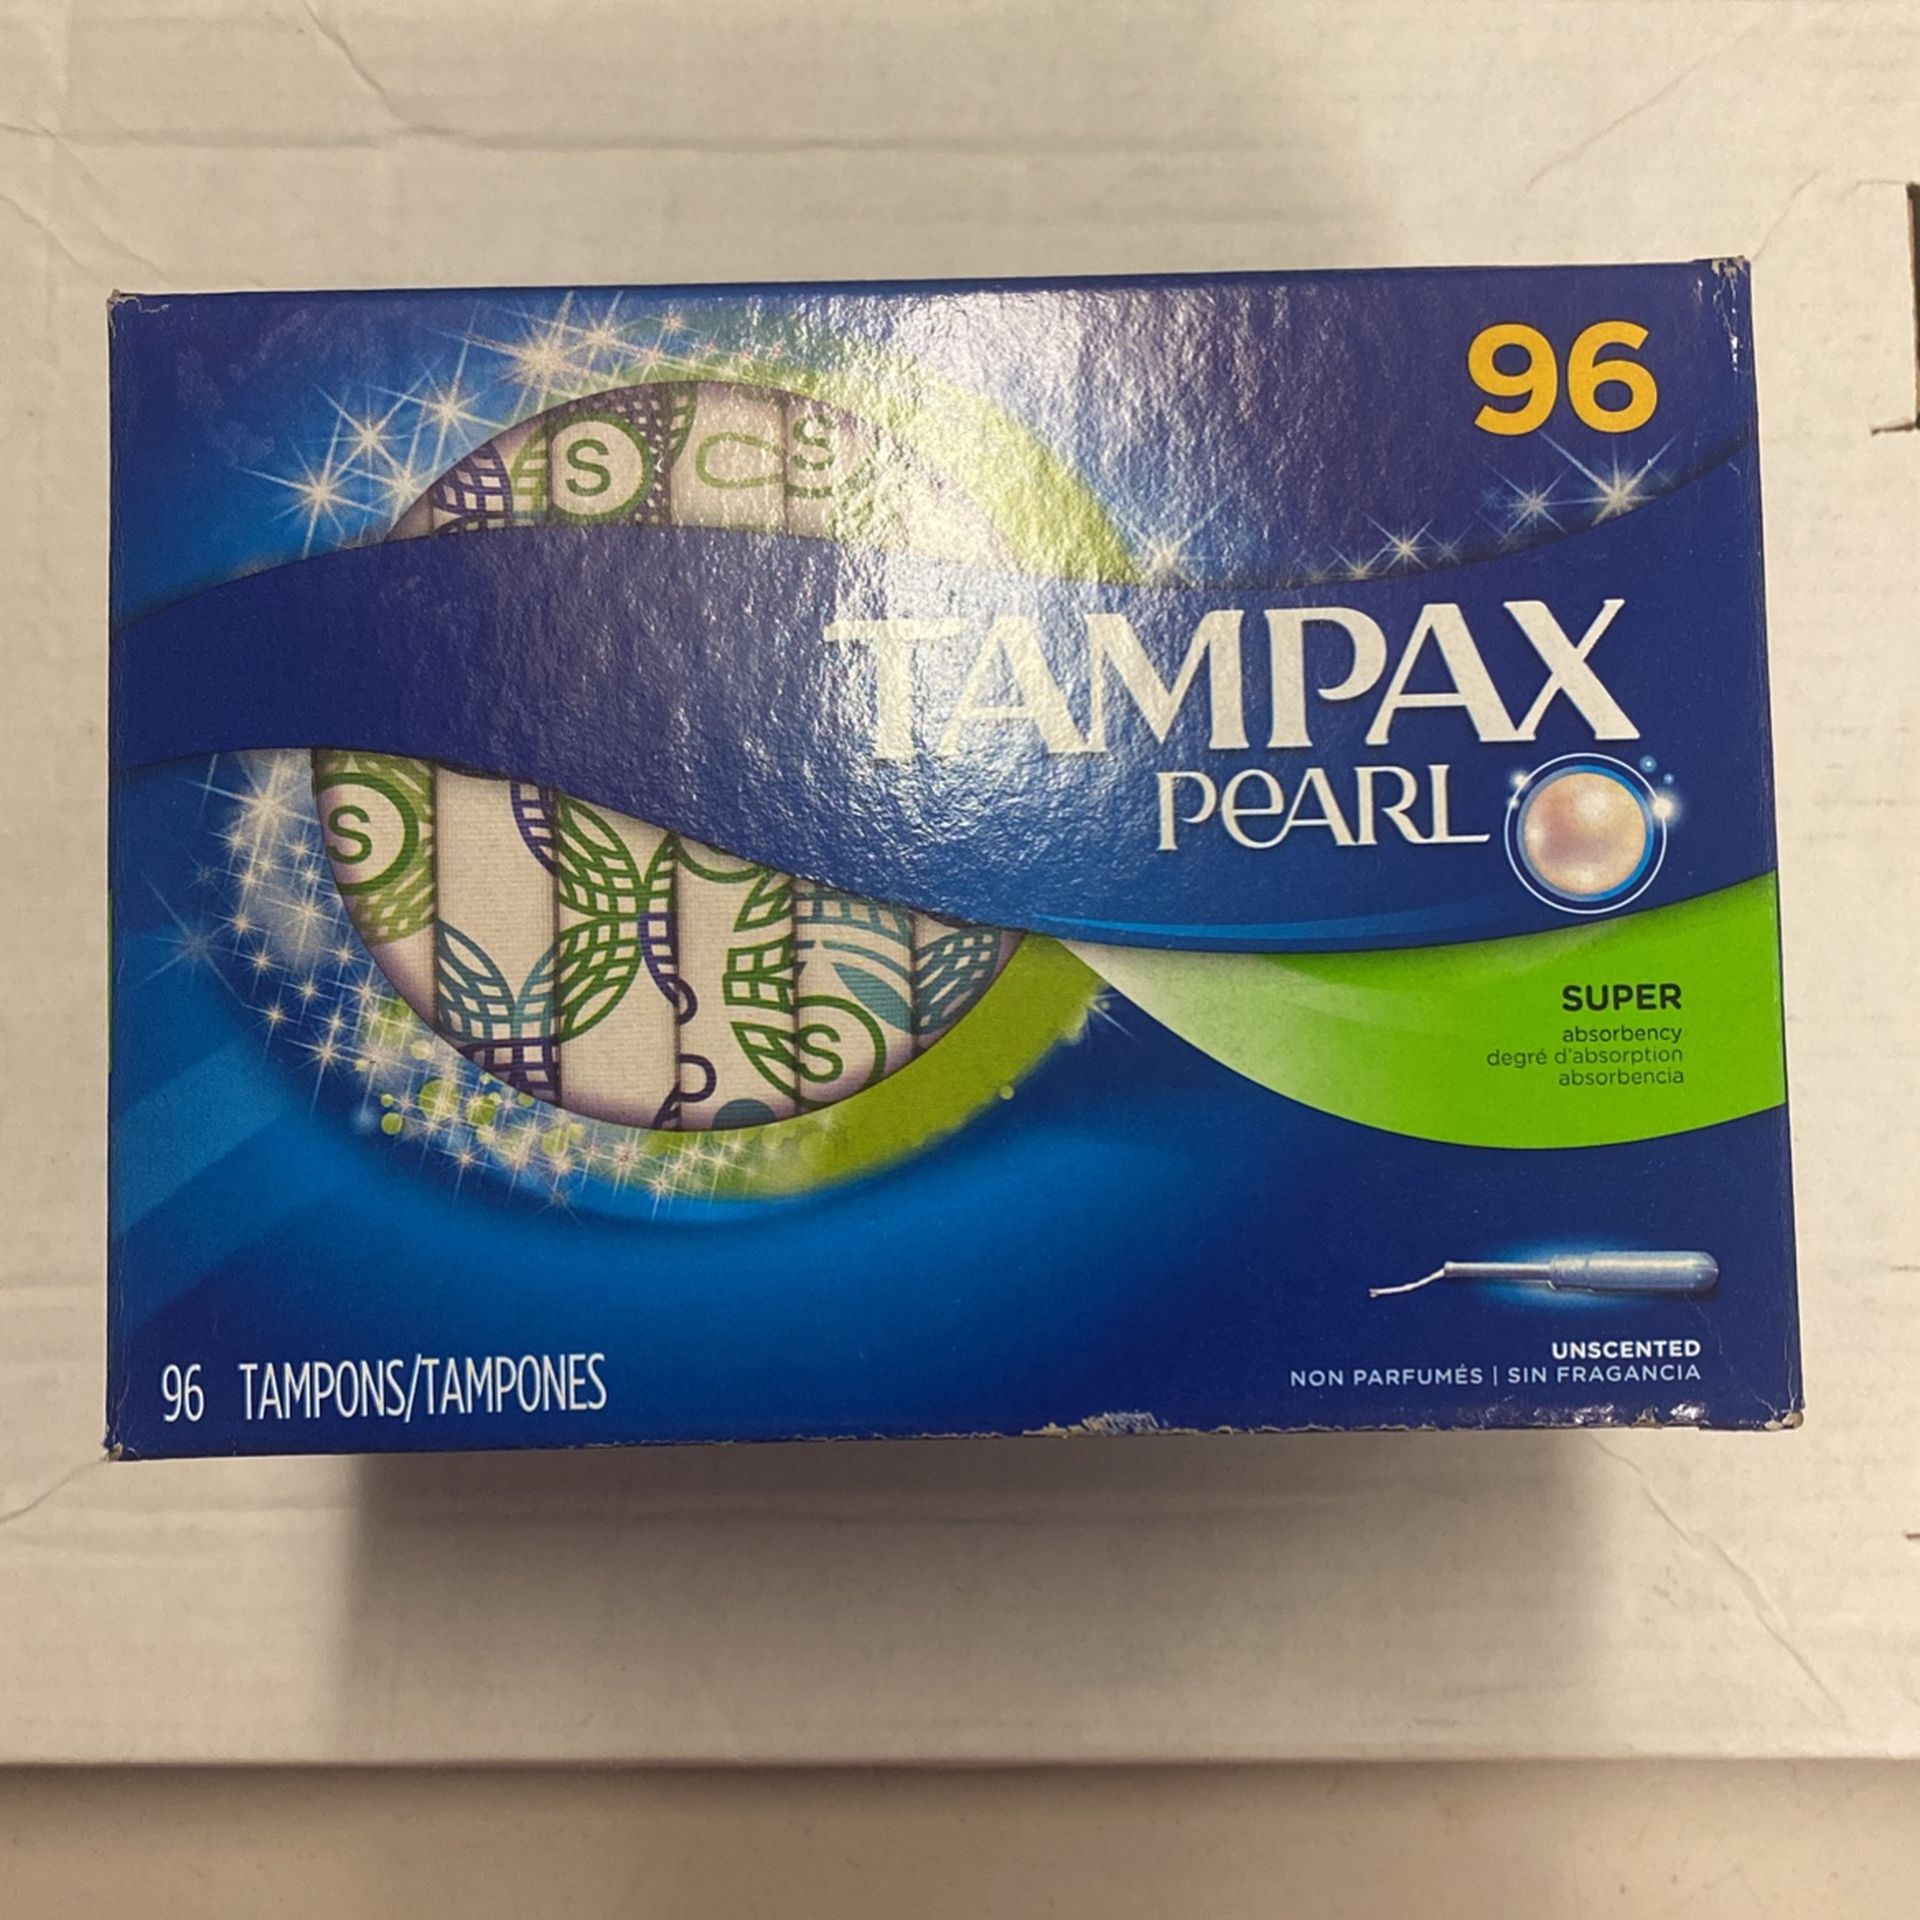 96
S
S
TAMPAX
PeARL
S
S
SUPER
absorbency
degré d'absorption
absorbencia
UNSCENTED
NON PARFUMÉS | SIN FRAGANCIA
96 TAMPONS/TAMPONES